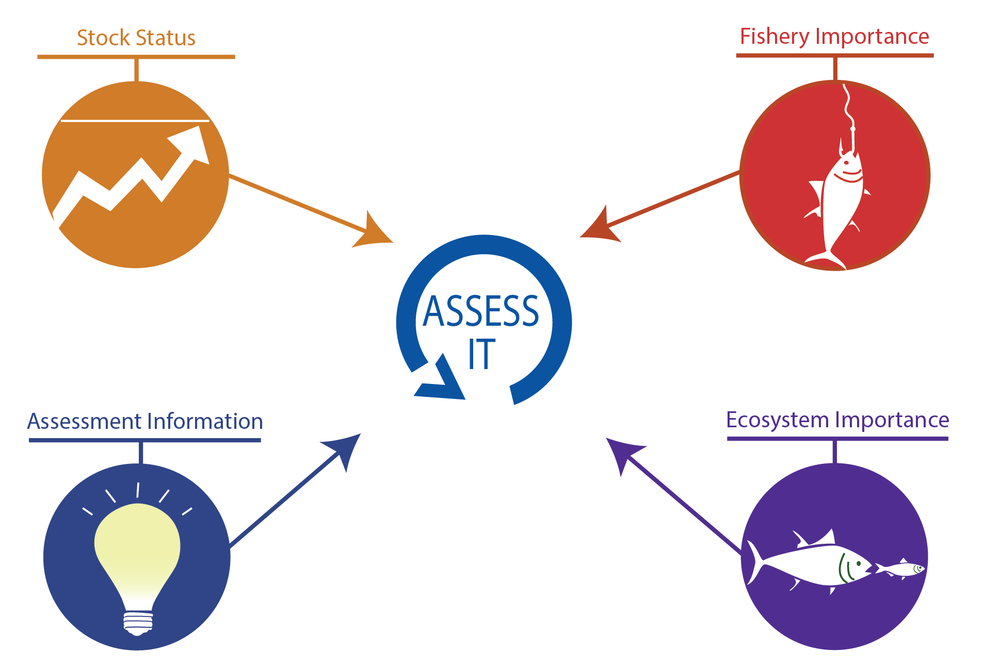 Stock Status
Fishery Importance
ASSESS
IT
Assessment Information
Ecosystem Importance